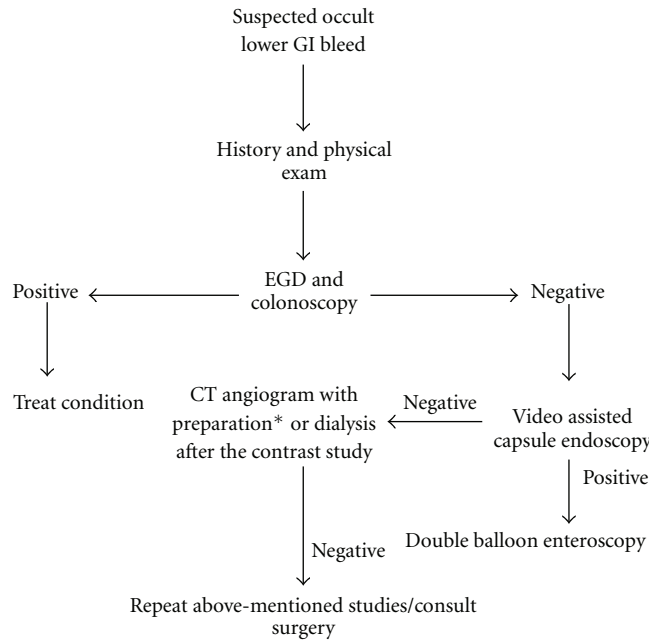 Suspected occult
lower GI bleed
History and physical
exam
Positive
EGD and
colonoscopy
Negative
Treat condition
CT angiogram with
preparation* or dialysis
after the contrast study
Negative
Video assisted
capsule endoscopy
Positive
Double balloon enteroscopy
Negative
Repeat above-mentioned studies/consult
surgery